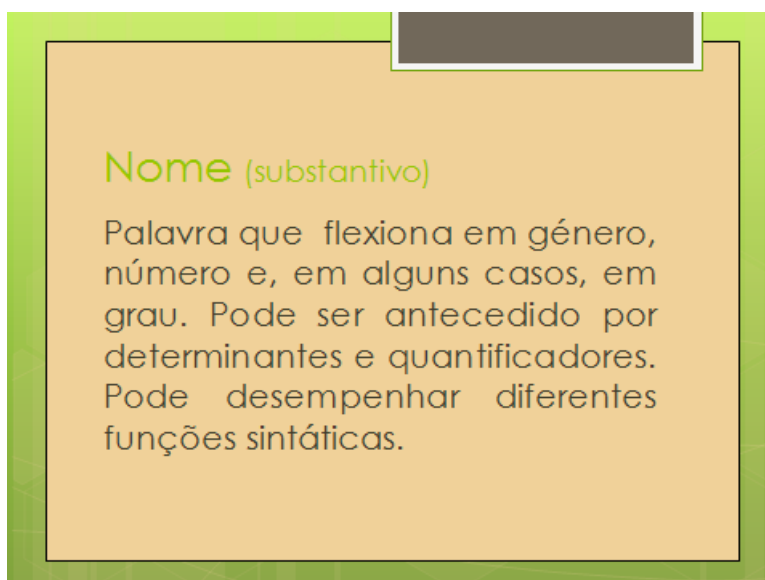 Nome (substantivo)
Palavra que flexiona em género,
número e, em alguns casos, em
grau. Pode ser antecedido por
determinantes e quantificadores.
Pode desempenhar diferentes
funções sintáticas.